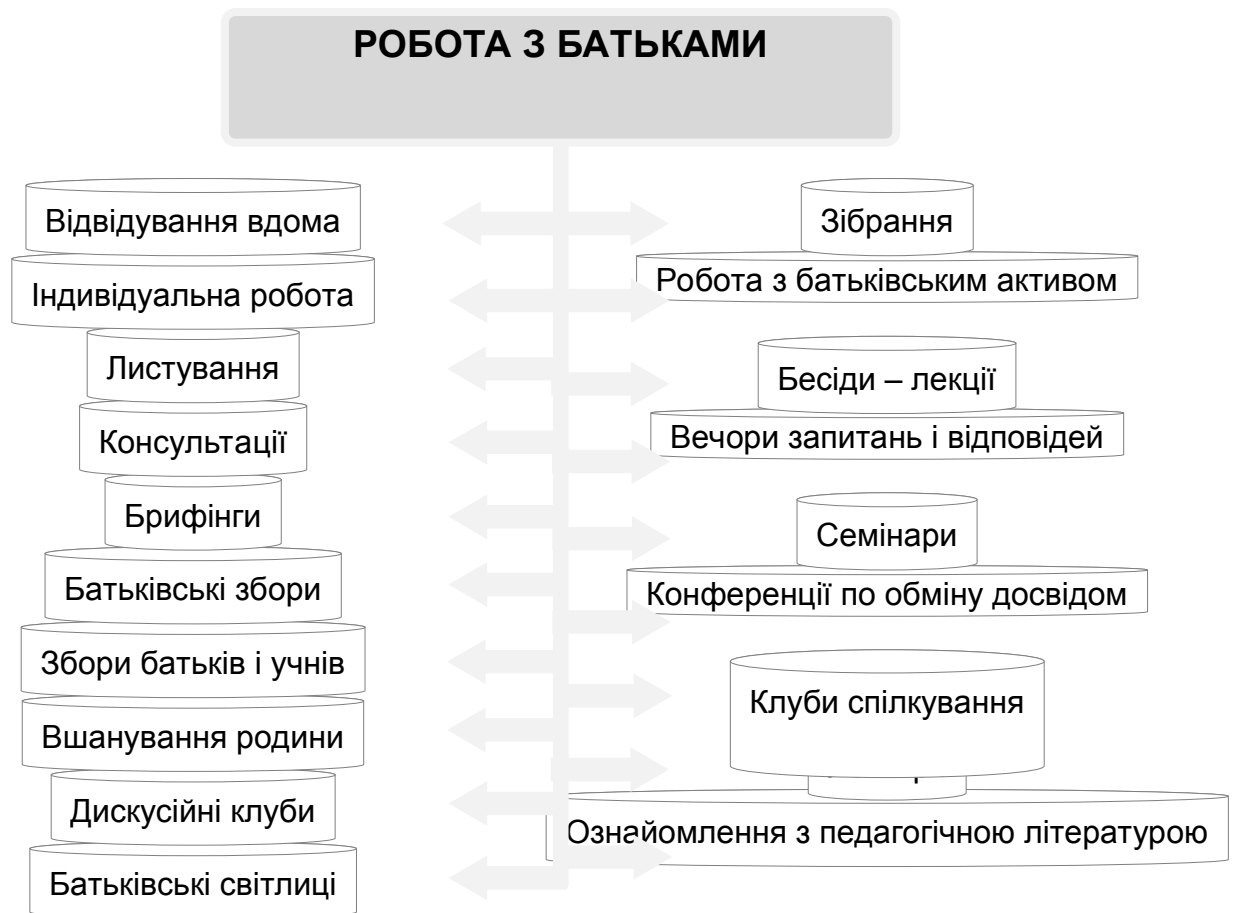 РОБОТА З БАТЬКАМИ
Відвідування вдома
Індивідуальна робота
Листування
Консультації
Брифінги
Батьківські збори
Збори батьків і учнів
Вшанування родини
Дискусійні клуби
Батьківські світлиці
Зібрання
Робота з батьківським активом
Бесіди – лекції
Вечори запитань і відповідей
Семінари
Конференції по обміну досвідом
Клуби спілкування
Ознайомлення з педагогічною літературою